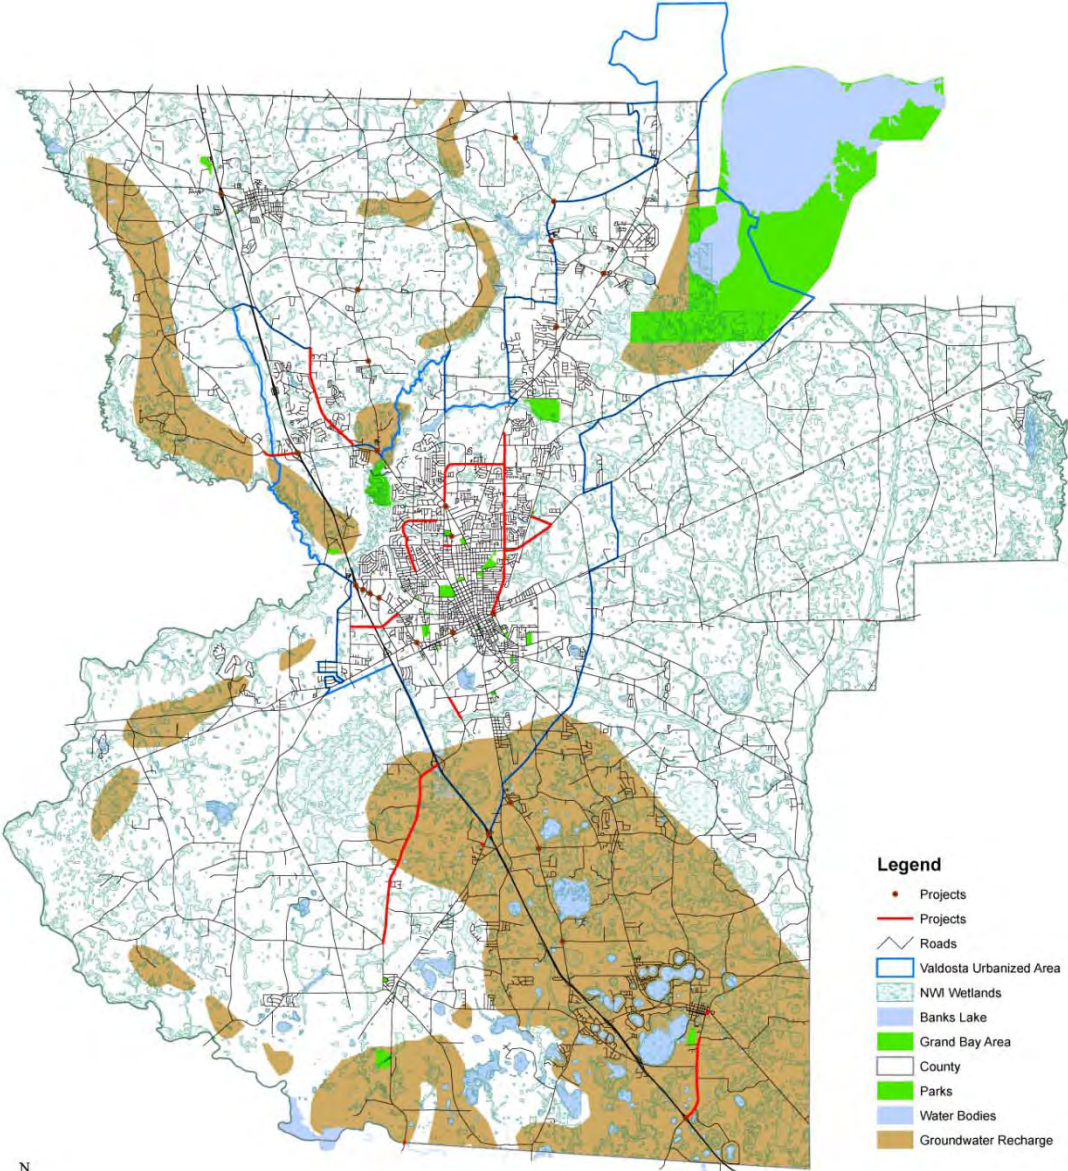 Legend
Projects
Projects
Roads
Valdosta Urbanized Area
NWI Wetlands
Banks Lake
Grand Bay Area
County
Parks
Water Bodies
Groundwater Recharge
N